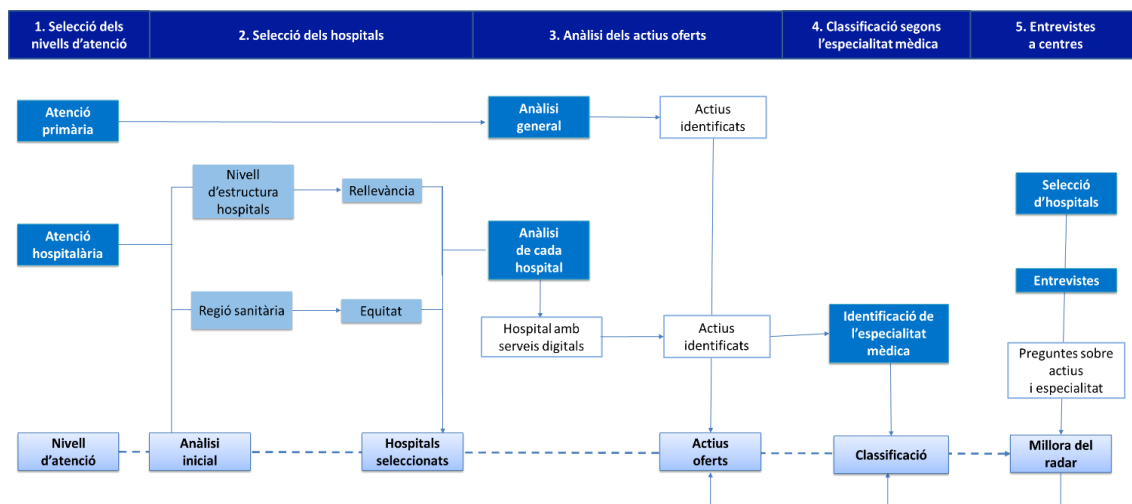 1. Selecció dels
nivells d'atenció
2. Selecció dels hospitals
3. Anàlisi dels actius oferts
4. Classificació segons
l'especialitat mèdica
5. Entrevistes
a centres
Atenció
primària
Anàlisi
general
Actius
identificats
Nivell
d'estructura
hospitals
Rellevància
Selecció
d'hospitals
Atenció
hospitalària
Anàlisi
de cada
hospital
Entrevistes
Regió sanitària
Equitat
Hospital amb
serveis digitals
Actius
identificats
Identificació de
l'especialitat
mèdica
Preguntes sobre
actius
i especialitat
Nivell
d'atenció
Anàlisi
inicial
Hospitals
seleccionats
Actius
oferts
Classificació
Millora del
radar